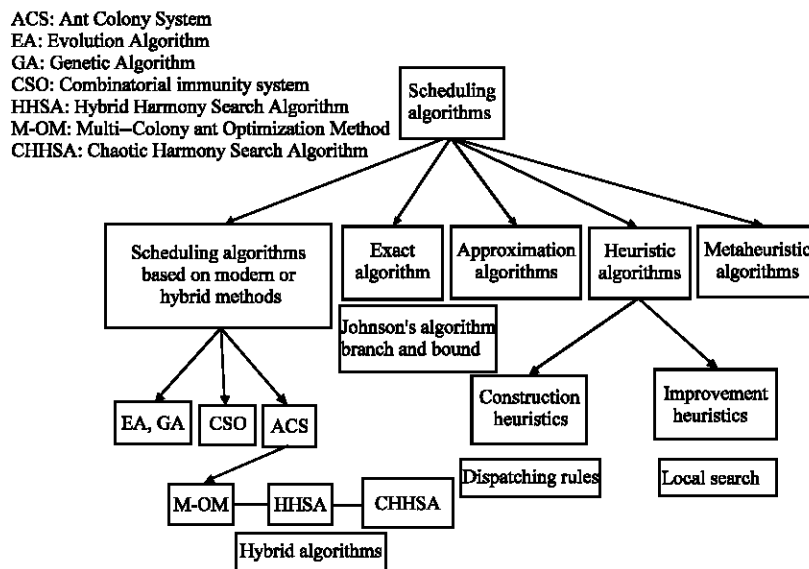 ACS: Ant Colony System
EA: Evolution Algorithm
GA: Genetic Algorithm
CSO: Combinatorial immunity system
HHSA: Hybrid Harmony Search Algorithm
M-OM: Multi–Colony ant Optimization Method
CHHSA: Chaotic Harmony Search Algorithm
Scheduling
algorithms
Scheduling algorithms
based on modern or
hybrid methods
Exact
algorithm
Approximation
algorithms
Heuristic
algorithms
Metaheuristic
algorithms
Johnson's algorithm
branch and bound
Construction
heuristics
Improvement
heuristics
EA, GA
CSO
ACS
Dispatching rules
Local search
M-OM
HHSA
CHHSA
Hybrid algorithms